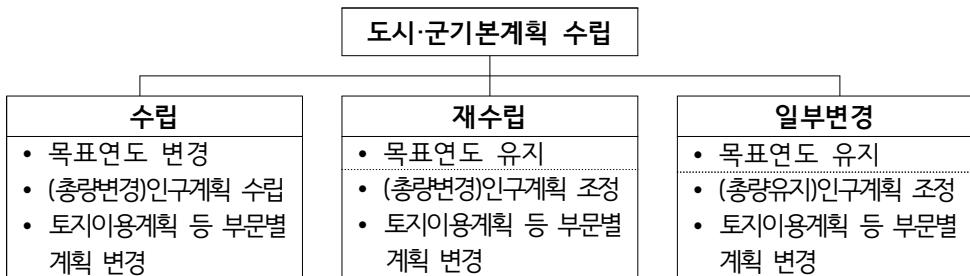 도시·군기본계획 수립
수립
• 목표연도 변경
• (총량변경)인구계획 수립
• 토지이용계획 등 부문별
계획 변경
재수립
• 목표연도 유지
• (총량변경)인구계획 조정
• 토지이용계획 등 부문별
계획 변경
일부변경
• 목표연도 유지
• (총량유지)인구계획 조정
• 토지이용계획 등 부문별
계획 변경